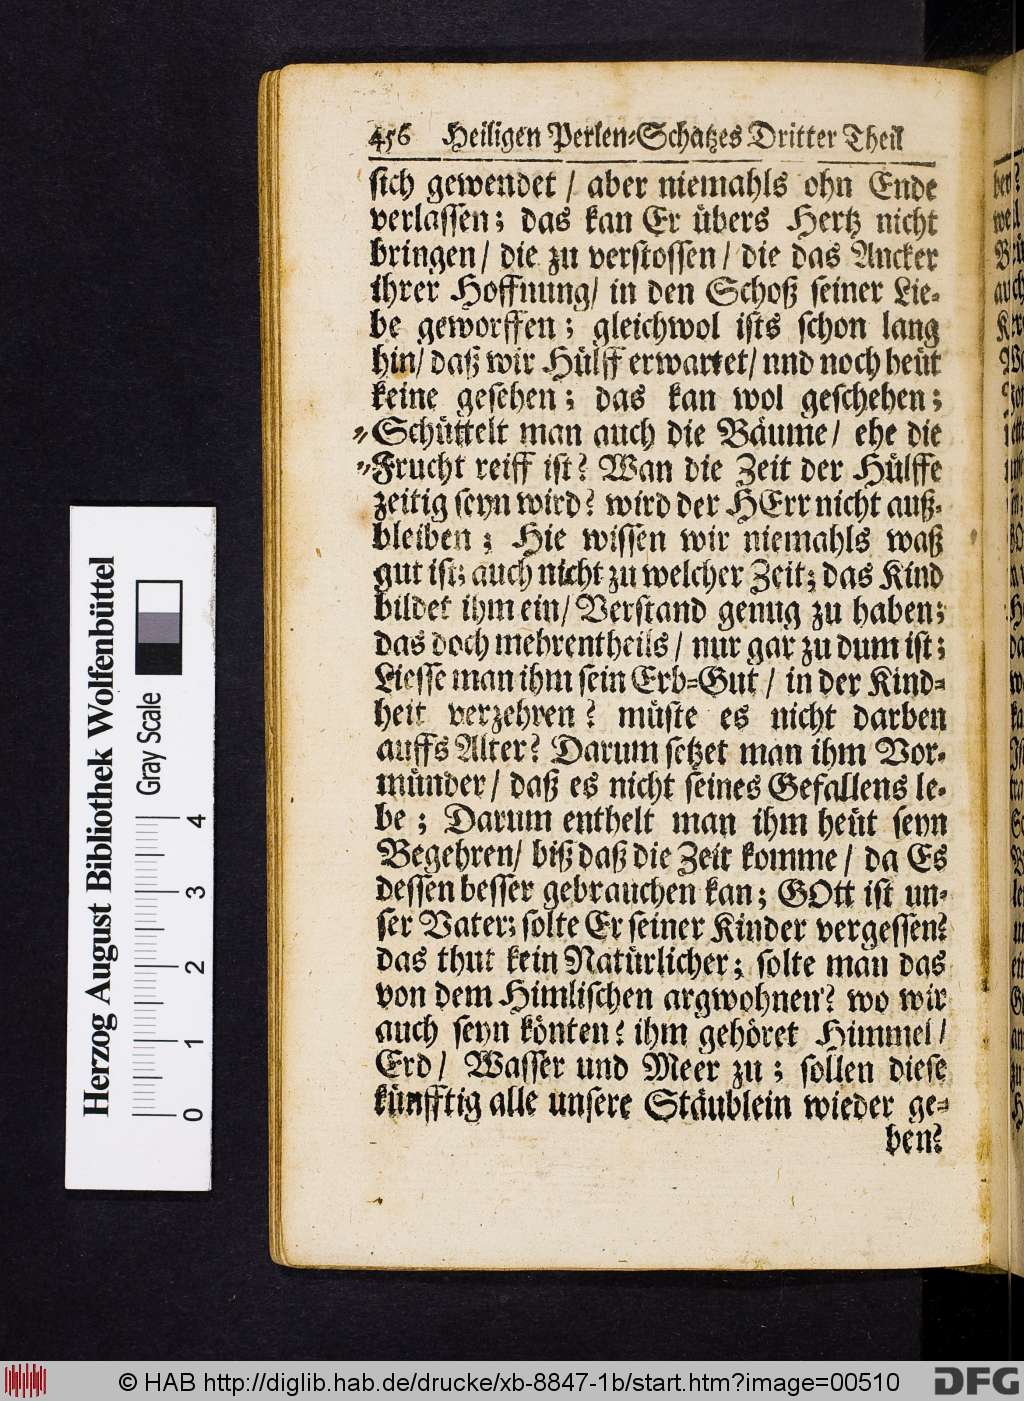 456 Heiligen Perlen-Schatzes Dritter Theil
sich gewendet / aber niemahls ohn Ende
verlassen; das kan Er übers Hertz nicht
bringen / die zu verstossen / die das Ancker
ihrer Hoffnung / in den Schoß seiner Lie-
be geworffen; gleichwol ists schon lang
hin / daß wir Hülff erwartet / und noch heüt
keine gesehen; das kan wol geschehen;
„Schüttelt man auch die Bäume / ehe die
„Frucht reiff ist? Wan die Zeit der Hülffe
zeitig seyn wird? wird der HErr nicht auß-
bleiben; Hie wissen wir niemahls waß
gut ist; auch nicht zu welcher Zeit; das Kind
bildet ihm ein / Verstand genug zu haben;
das doch mehrentheils / nur gar zu dum ist;
Liesse man ihm sein Erb-Gut / in der Kind-
heit verzehren? müste es nicht darben
auffs Alter? Darum setzet man ihm Vor-
münder / daß es nicht seines Gefallens le-
be; Darum enthelt man ihm heüt seyn
Begehren / biß daß die Zeit komme / da Es
dessen besser gebrauchen kan; GOtt ist un-
ser Vater; solte Er seiner Kinder vergessen?
das thut kein Natürlicher; solte man das
von dem Himlischen argwohnen? wo wir
auch seyn könten? ihm gehöret Himmel /
Erd / Wasser und Meer zu; sollen diese
künfftig alle unsere Stäublein wieder ge-
ben?
Herzog August Bibliothek Wolfenbüttel
Gray Scale
0 1 2 3 4
© HAB http://diglib.hab.de/drucke/xb-8847-1b/start.htm?image=00510
DFG